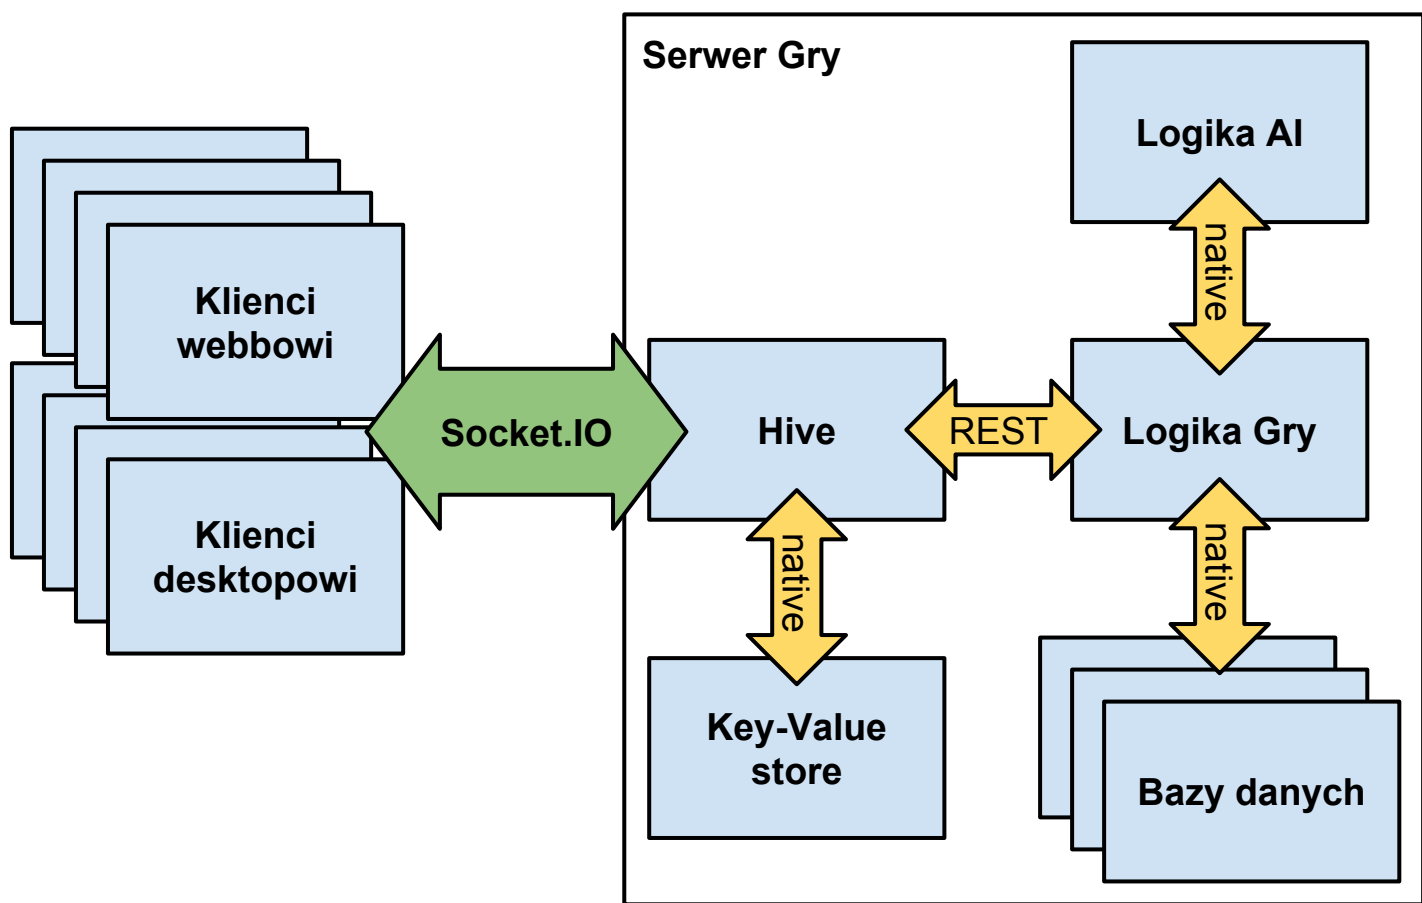 Serwer Gry
Logika AI
native
Klienci
webbowi
Socket.IO
Hive
REST
Logika Gry
Klienci
desktopowi
native
native
Key-Value
store
Bazy danych